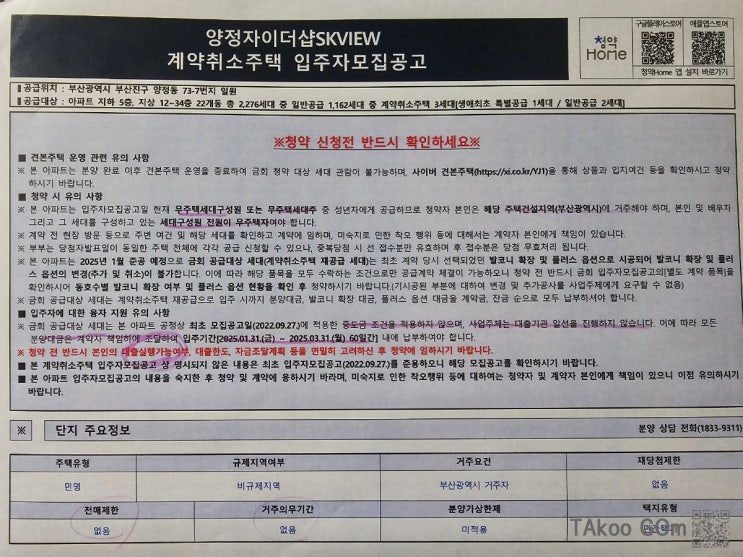 양정자이더샵SKVIEW
계약취소주택 입주자모집공고
청약
Home
구글플레이스토어
애플앱스토어
청약Home 앱 설치 바로가기
■ 공급위치 : 부산광역시 부산진구 양정동 73-7번지 일원
■ 공급대상 : 아파트 지하 5층, 지상 12~34층 22개동 총 2,276세대 중 일반공급 1,162세대 중 계약취소주택 3세대[생애최초 특별공급 1세대 / 일반공급 2세대]
※청약 신청전 반드시 확인하세요※
■ 견본주택 운영 관련 유의 사항
※ 본 아파트는 분양 완료 이후 견본주택 운영을 종료하여 금회 청약 대상 세대 관람이 불가능하며, 사이버 견본주택(https://xi.co.kr/YJ1)을 통해 상품과 입지여건 등을 확인하시고 청약
하시기 바랍니다.
■ 청약 시 유의 사항
※ 본 아파트는 입주자모집공고일 현재 무주택세대구성원 또는 무주택세대주 중 성년자에게 공급하므로 청약자 본인은 해당 주택건설지역(부산광역시)에 거주해야 하며, 본인 및 배우자
그리고 그 세대를 구성하고 있는 세대구성원 전원이 무주택자여야 합니다.
※ 계약 전 현장 방문 등으로 주변 여건 및 해당 세대를 확인하고 계약에 임하며, 미숙지로 인한 착오 행위 등에 대해서는 계약자 본인에게 책임이 있습니다.
※ 부부는 당첨자발표일이 동일한 주택 전체에 각각 공급 신청할 수 있으나, 중복당첨 시 선 접수분만 유효하며 후 접수분은 당첨 무효처리 됩니다.
※ 본 아파트는 2025년 1월 준공 예정으로 금회 공급대상 세대(계약취소주택 재공급 세대)는 최초 계약 당시 선택되었던 발코니 확장 및 플러스 옵션으로 시공되어 발코니 확장 및 플러
스 옵션의 변경(추가 및 취소)이 불가합니다. 이에 따라 해당 품목을 모두 수락하는 조건으로만 공급계약 체결이 가능하오니 청약 전 반드시 금회 입주자모집공고의[별도 계약 품목]을
확인하시어 동호수별 발코니 확장 여부 및 플러스 옵션 현황을 확인 후 청약하시기 바랍니다.(기시공된 부분에 대하여 변경 및 추가공사를 사업주체에게 요구할 수 없음)
※ 금회 공급대상 세대는 계약취소주택 재공급으로 입주 시까지 분양대금, 발코니 확장 대금, 플러스 옵션 대금을 계약금, 잔금 순으로 모두 납부하셔야 합니다.
■ 입주자에 대한 융자 지원 유의 사항
※ 금회 공급대상 세대는 본 아파트 공정상 최초 모집공고일(2022.09.27.)에 적용한 중도금 조건을 적용하지 않으며, 사업주체는 대출기관 알선을 진행하지 않습니다. 이에 따라 모든
분양대금은 계약자 책임하에 조달하여 입주기간(2025.01.31.(금) ~ 2025.03.31.(월) 60일간) 내에 납부하여야 합니다.
※ 청약 전 반드시 본인의 대출실행가능여부, 대출한도, 자금조달계획 등을 면밀히 고려하신 후 청약에 임하시기 바랍니다.
■ 본 계약취소주택 입주자모집공고 상 명시되지 않은 내용은 최초 입주자모집공고(2022.09.27.)를 준용하오니 해당 모집공고를 확인하시기 바랍니다.
■ 본 아파트 입주자모집공고의 내용을 숙지한 후 청약 및 계약에 응하시기 바라며, 미숙지로 인한 착오행위 등에 대하여는 청약자 및 계약자 본인에게 책임이 있으니 이점 유의하시기
바랍니다.
※ 단지 주요정보 분양 상담 전화(1833-9311)
주택유형 규제지역여부 거주요건 재당첨제한
민영 비규제지역 부산광역시 거주자 없음
전매제한 거주의무기간 분양가상한제 택지유형
없음 없음 미적용 민간택지
TAkoo COm